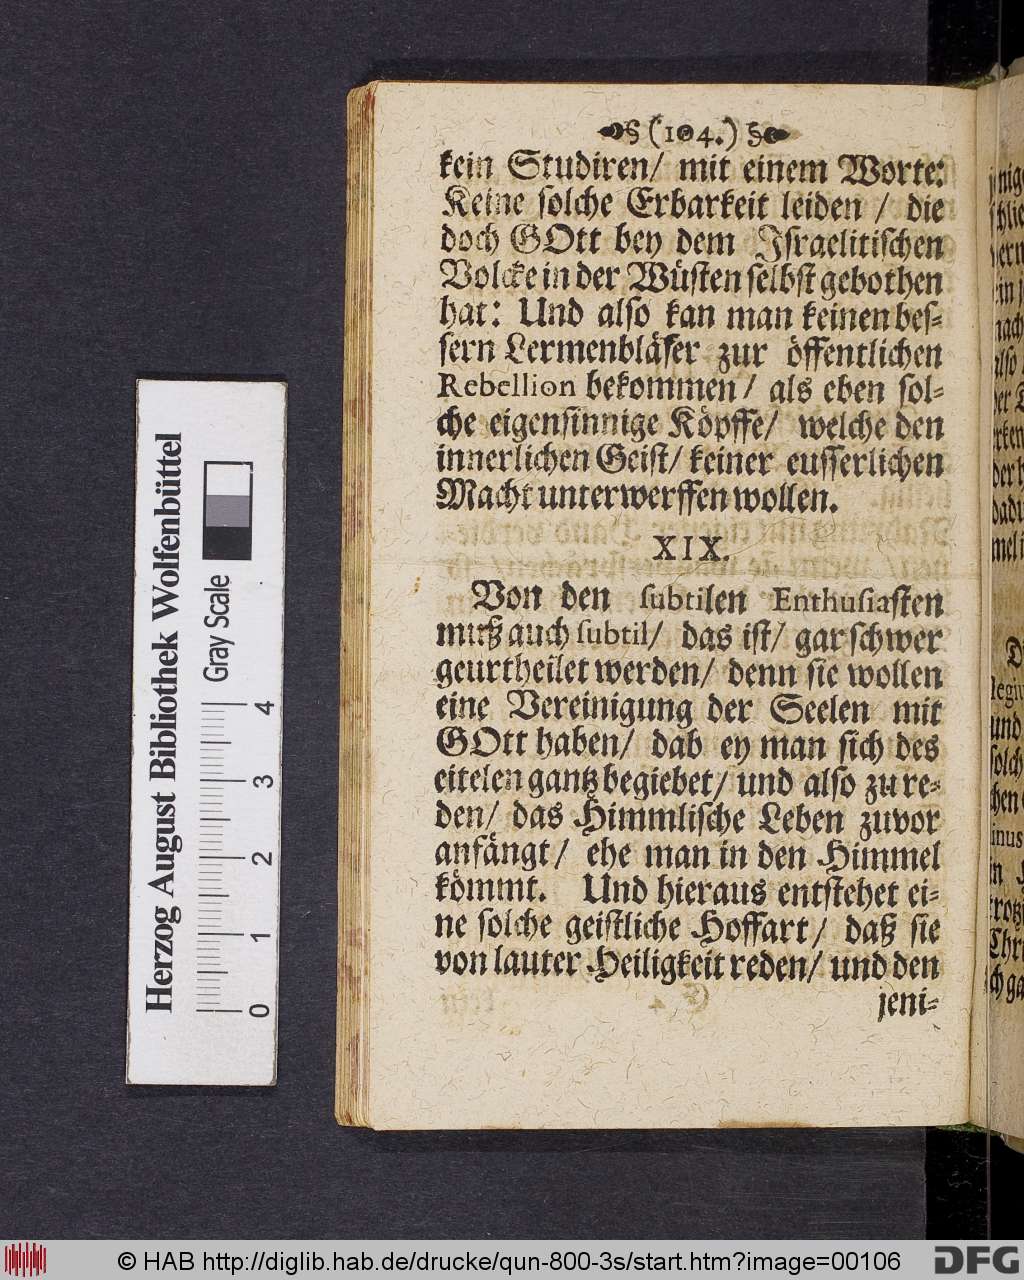 § (104.) §
kein Studiren/ mit einem Worte:
Keine solche Erbarkeit leiden / die
doch GOtt bey dem Israelitischen
Volcke in der Wüsten selbst gebothen
hat: Und also kan man keinen bes-
sern Lermenbläser zur öffentlichen
Rebellion bekommen/ als eben sol-
che eigensinnige Köpffe/ welche den
innerlichen Geist/ keiner eusserlichen
Macht unterwerffen wollen.
XIX.
Von den subtilen Enthusiasten
muß auch subtil/ das ist/ gar schwer
geurtheilet werden/ denn sie wollen
eine Vereinigung der Seelen mit
GOtt haben/ dab ey man sich des
eitelen gantz begiebet/ und also zu re-
den/ das Himmlische Leben zuvor
anfängt/ ehe man in den Himmel
kömmt. Und hieraus entstehet ei-
ne solche geistliche Hoffart/ daß sie
von lauter Heiligkeit reden/ und den
jeni-
Herzog August Bibliothek Wolfenbüttel
Gray Scale
0 1 2 3 4
© HAB http://diglib.hab.de/drucke/qun-800-3s/start.htm?image=00106
DFG